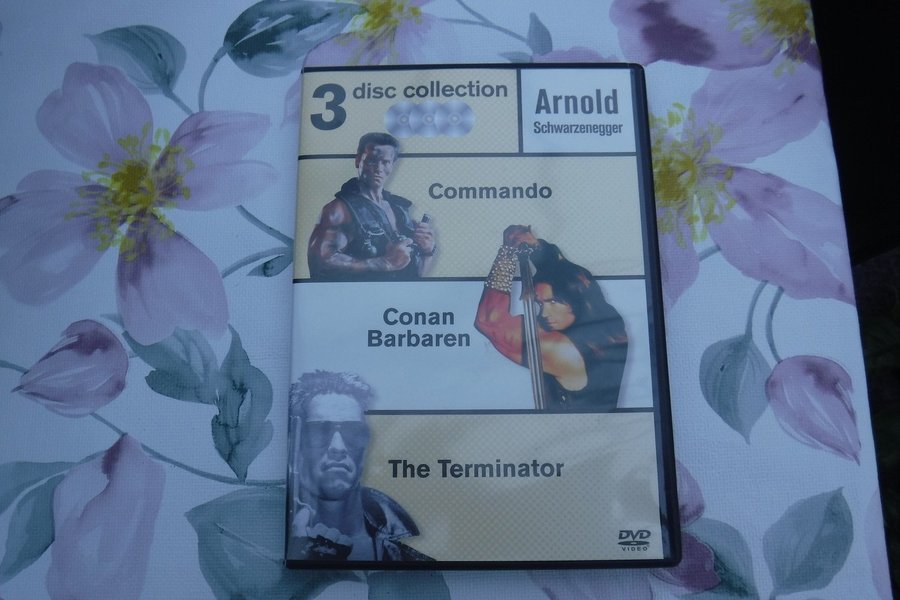 3 disc collection
Arnold
Schwarzenegger
Commando
Conan
Barbaren
The Terminator
DVD
VIDEO